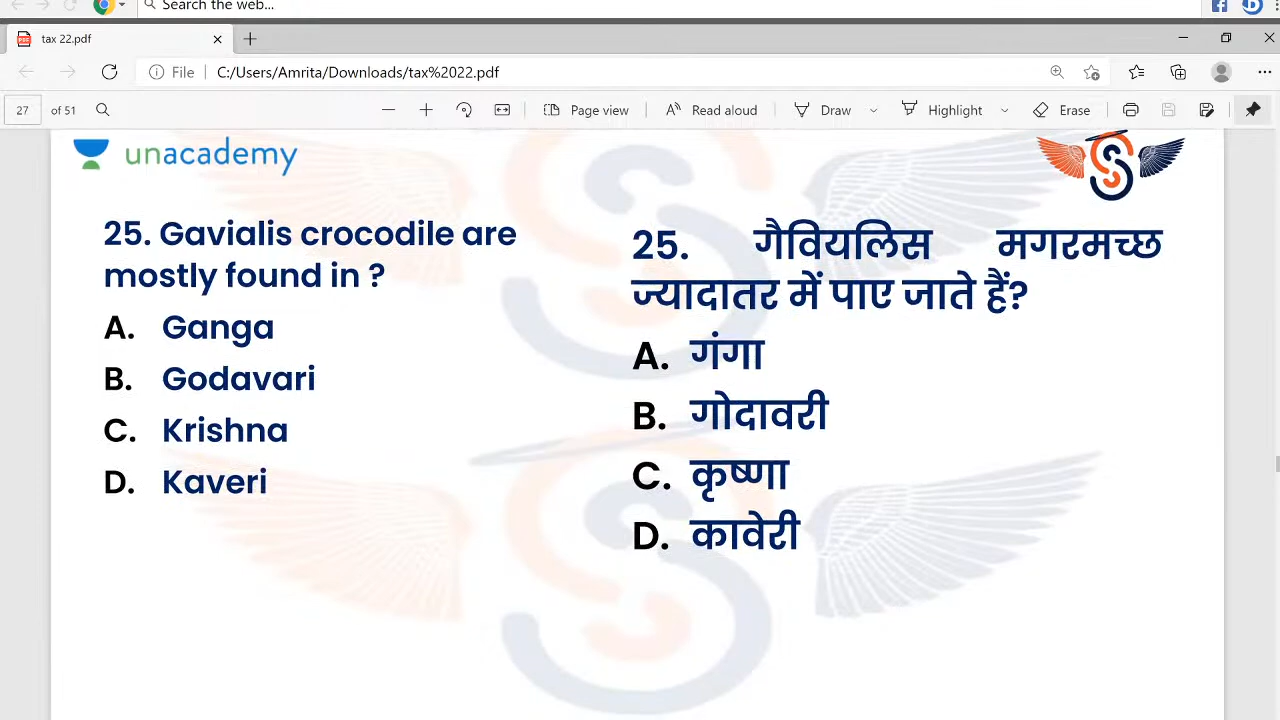 Search the web...
tax 22.pdf
File C:/Users/Amrita/Downloads/tax%2022.pdf
27 of 51 Page view Read aloud Draw Highlight Erase
unacademy
25. Gavialis crocodile are
mostly found in ?
A. Ganga
B. Godavari
C. Krishna
D. Kaveri
25. गैवियलिस मगरमच्छ
ज्यादातर में पाए जाते हैं?
A. गंगा
B. गोदावरी
C. कृष्णा
D. कावेरी